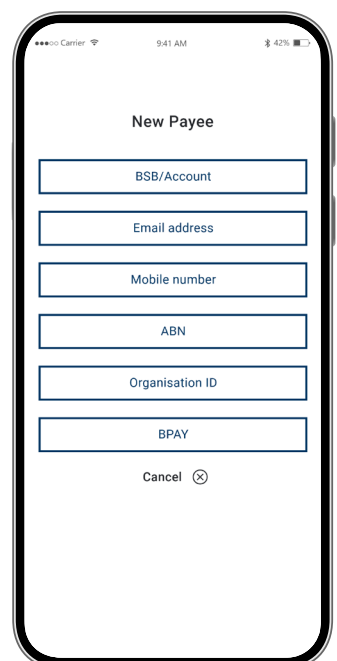 ●●●○○ Carrier 9:41 AM 42%
New Payee
BSB/Account
Email address
Mobile number
ABN
Organisation ID
BPAY
Cancel